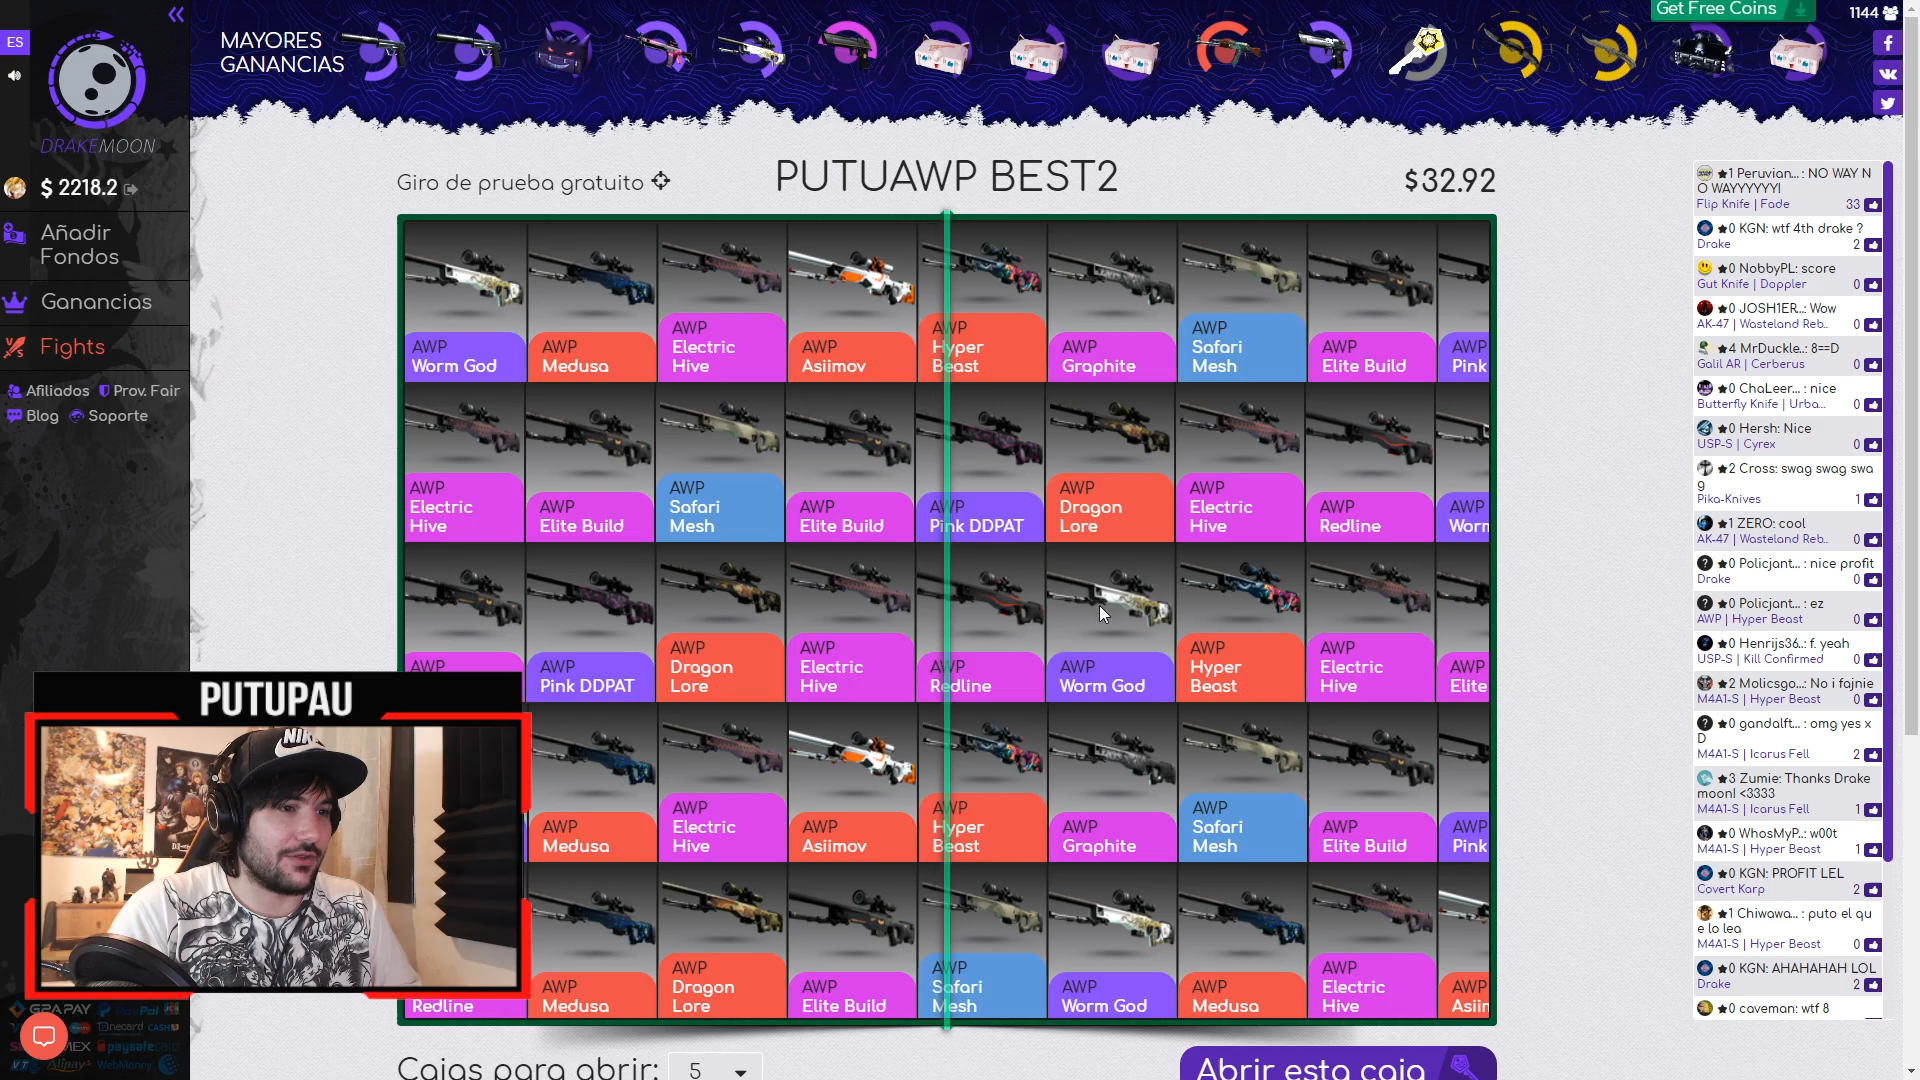 Get Free Coins
1144
ES
MAYORES
GANANCIAS
DRAKEMOON
$ 2218.2
Añadir
Fondos
Ganancias
Fights
Afiliados
Prov. Fair
Blog
Soporte
Giro de prueba gratuito
PUTUAWP BEST2
$32.92
AWP
Worm God
AWP
Medusa
AWP
Electric
Hive
AWP
Asiimov
AWP
Hyper
Beast
AWP
Graphite
AWP
Safari
Mesh
AWP
Elite Build
AWP
Pink
AWP
Electric
Hive
AWP
Elite Build
AWP
Safari
Mesh
AWP
Elite Build
AWP
Pink DDPAT
AWP
Dragon
Lore
AWP
Electric
Hive
AWP
Redline
AWP
Worm
AWP
AWP
Pink DDPAT
AWP
Dragon
Lore
AWP
Electric
Hive
AWP
Redline
AWP
Worm God
AWP
Hyper
Beast
AWP
Electric
Hive
AWP
Elite
AWP
Medusa
AWP
Electric
Hive
AWP
Asiimov
AWP
Hyper
Beast
AWP
Graphite
AWP
Safari
Mesh
AWP
Elite Build
AWP
Pink
Redline
AWP
Medusa
AWP
Dragon
Lore
AWP
Elite Build
AWP
Safari
Mesh
AWP
Worm God
AWP
Medusa
AWP
Electric
Hive
AWP
Asiin
PUTUPAU
NIK
Cajas para abrir: 5
Abrir esta caja
★1 Peruvian... : NO WAY N
O WAYYYYYY!
Flip Knife | Fade 33
★0 KGN: wtf 4th drake ?
Drake 2
★0 NobbyPL: score
Gut Knife | Doppler 0
★0 JOSH1ER..: Wow
AK-47 | Wasteland Reb.. 0
★4 MrDuckle..: 8==D
Galil AR | Cerberus 0
★0 ChaLeer... : nice
Butterfly Knife | Urba... 0
★0 Hersh: Nice
USP-S | Cyrex 0
★2 Cross: swag swag swa
g
Pika-Knives 1
★1 ZERO: cool
AK-47 | Wasteland Reb.. 0
★0 Policjant... : nice profit
Drake 0
★0 Policjant... : ez
AWP | Hyper Beast 0
★0 Henrijs36..: f. yeah
USP-S | Kill Confirmed 0
★2 Molicsgo...: No i fajnie
M4A1-S | Hyper Beast 0
★0 gandalft... : omg yes x
D
M4A1-S | Icarus Fell 2
★3 Zumie: Thanks Drake
moon! <3333
M4A1-S | Icarus Fell 1
★0 WhosMyP..: w00t
M4A1-S | Hyper Beast 1
★0 KGN: PROFIT LEL
Covert Karp 2
★1 Chiwawa... : puto el qu
e lo lea
M4A1-S | Hyper Beast 0
★0 KGN: AHAHAHAH LOL
Drake 2
★0 caveman: wtf 8
G2APAY PayPal
CASHU
paysafecard
Alipay WebMoney